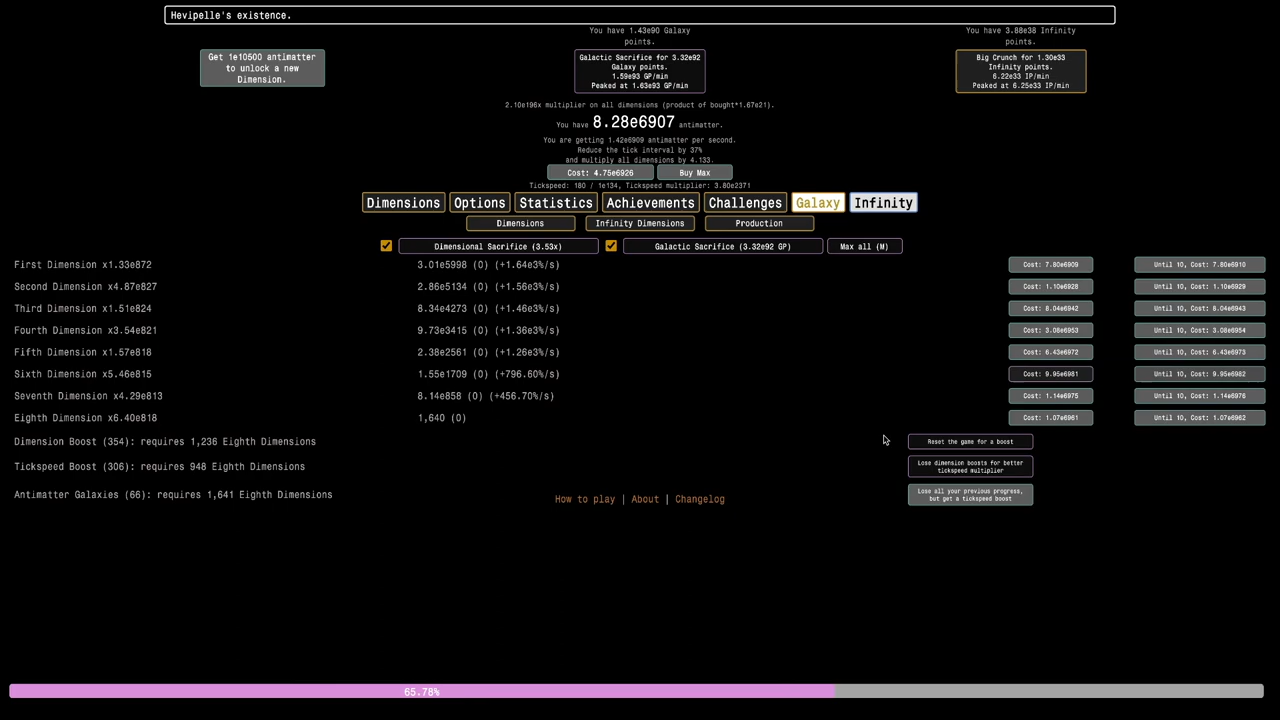 Hevipelle's existence.
You have 1.43e90 Galaxy
points.
You have 3.88e38 Infinity
points.
Get 1e10500 antimatter
to unlock a new
Dimension.
Galactic Sacrifice for 3.32e92
Galaxy points.
1.59e93 GP/min
Peaked at 1.63e93 GP/min
Big Crunch for 1.30e33
Infinity points.
6.22e33 IP/min
Peaked at 6.25e33 IP/min
2.10e196x multiplier on all dimensions (product of bought*1.67e21).
You have 8.28e6907 antimatter.
You are getting 1.42e6909 antimatter per second.
Reduce the tick interval by 37%
and multiply all dimensions by 4.133.
Cost: 4.75e6926 Buy Max
Tickspeed: 180 / 1e134, Tickspeed multiplier: 3.80e2371
Dimensions Options Statistics Achievements Challenges Galaxy Infinity
Dimensions Infinity Dimensions Production
Dimensional Sacrifice (3.53x) Galactic Sacrifice (3.32e92 GP) Max all (M)
First Dimension x1.33e872 3.01e5998 (0) (+1.64e3%/s) Cost: 7.80e6909 Until 10, Cost: 7.80e6910
Second Dimension x4.87e827 2.86e5134 (0) (+1.56e3%/s) Cost: 1.10e6928 Until 10, Cost: 1.10e6929
Third Dimension x1.51e824 8.34e4273 (0) (+1.46e3%/s) Cost: 8.04e6942 Until 10, Cost: 8.04e6943
Fourth Dimension x3.54e821 9.73e3415 (0) (+1.36e3%/s) Cost: 3.08e6953 Until 10, Cost: 3.08e6954
Fifth Dimension x1.57e818 2.38e2561 (0) (+1.26e3%/s) Cost: 6.43e6972 Until 10, Cost: 6.43e6973
Sixth Dimension x5.46e815 1.55e1709 (0) (+796.60%/s) Cost: 9.95e6981 Until 10, Cost: 9.95e6982
Seventh Dimension x4.29e813 8.14e858 (0) (+456.70%/s) Cost: 1.14e6975 Until 10, Cost: 1.14e6976
Eighth Dimension x6.40e818 1,640 (0) Cost: 1.07e6961 Until 10, Cost: 1.07e6962
Dimension Boost (354): requires 1,236 Eighth Dimensions Reset the game for a boost
Tickspeed Boost (306): requires 948 Eighth Dimensions Lose dimension boosts for better
tickspeed multiplier
Antimatter Galaxies (66): requires 1,641 Eighth Dimensions Lose all your previous progress,
but get a tickspeed boost
How to play | About | Changelog
65.78%